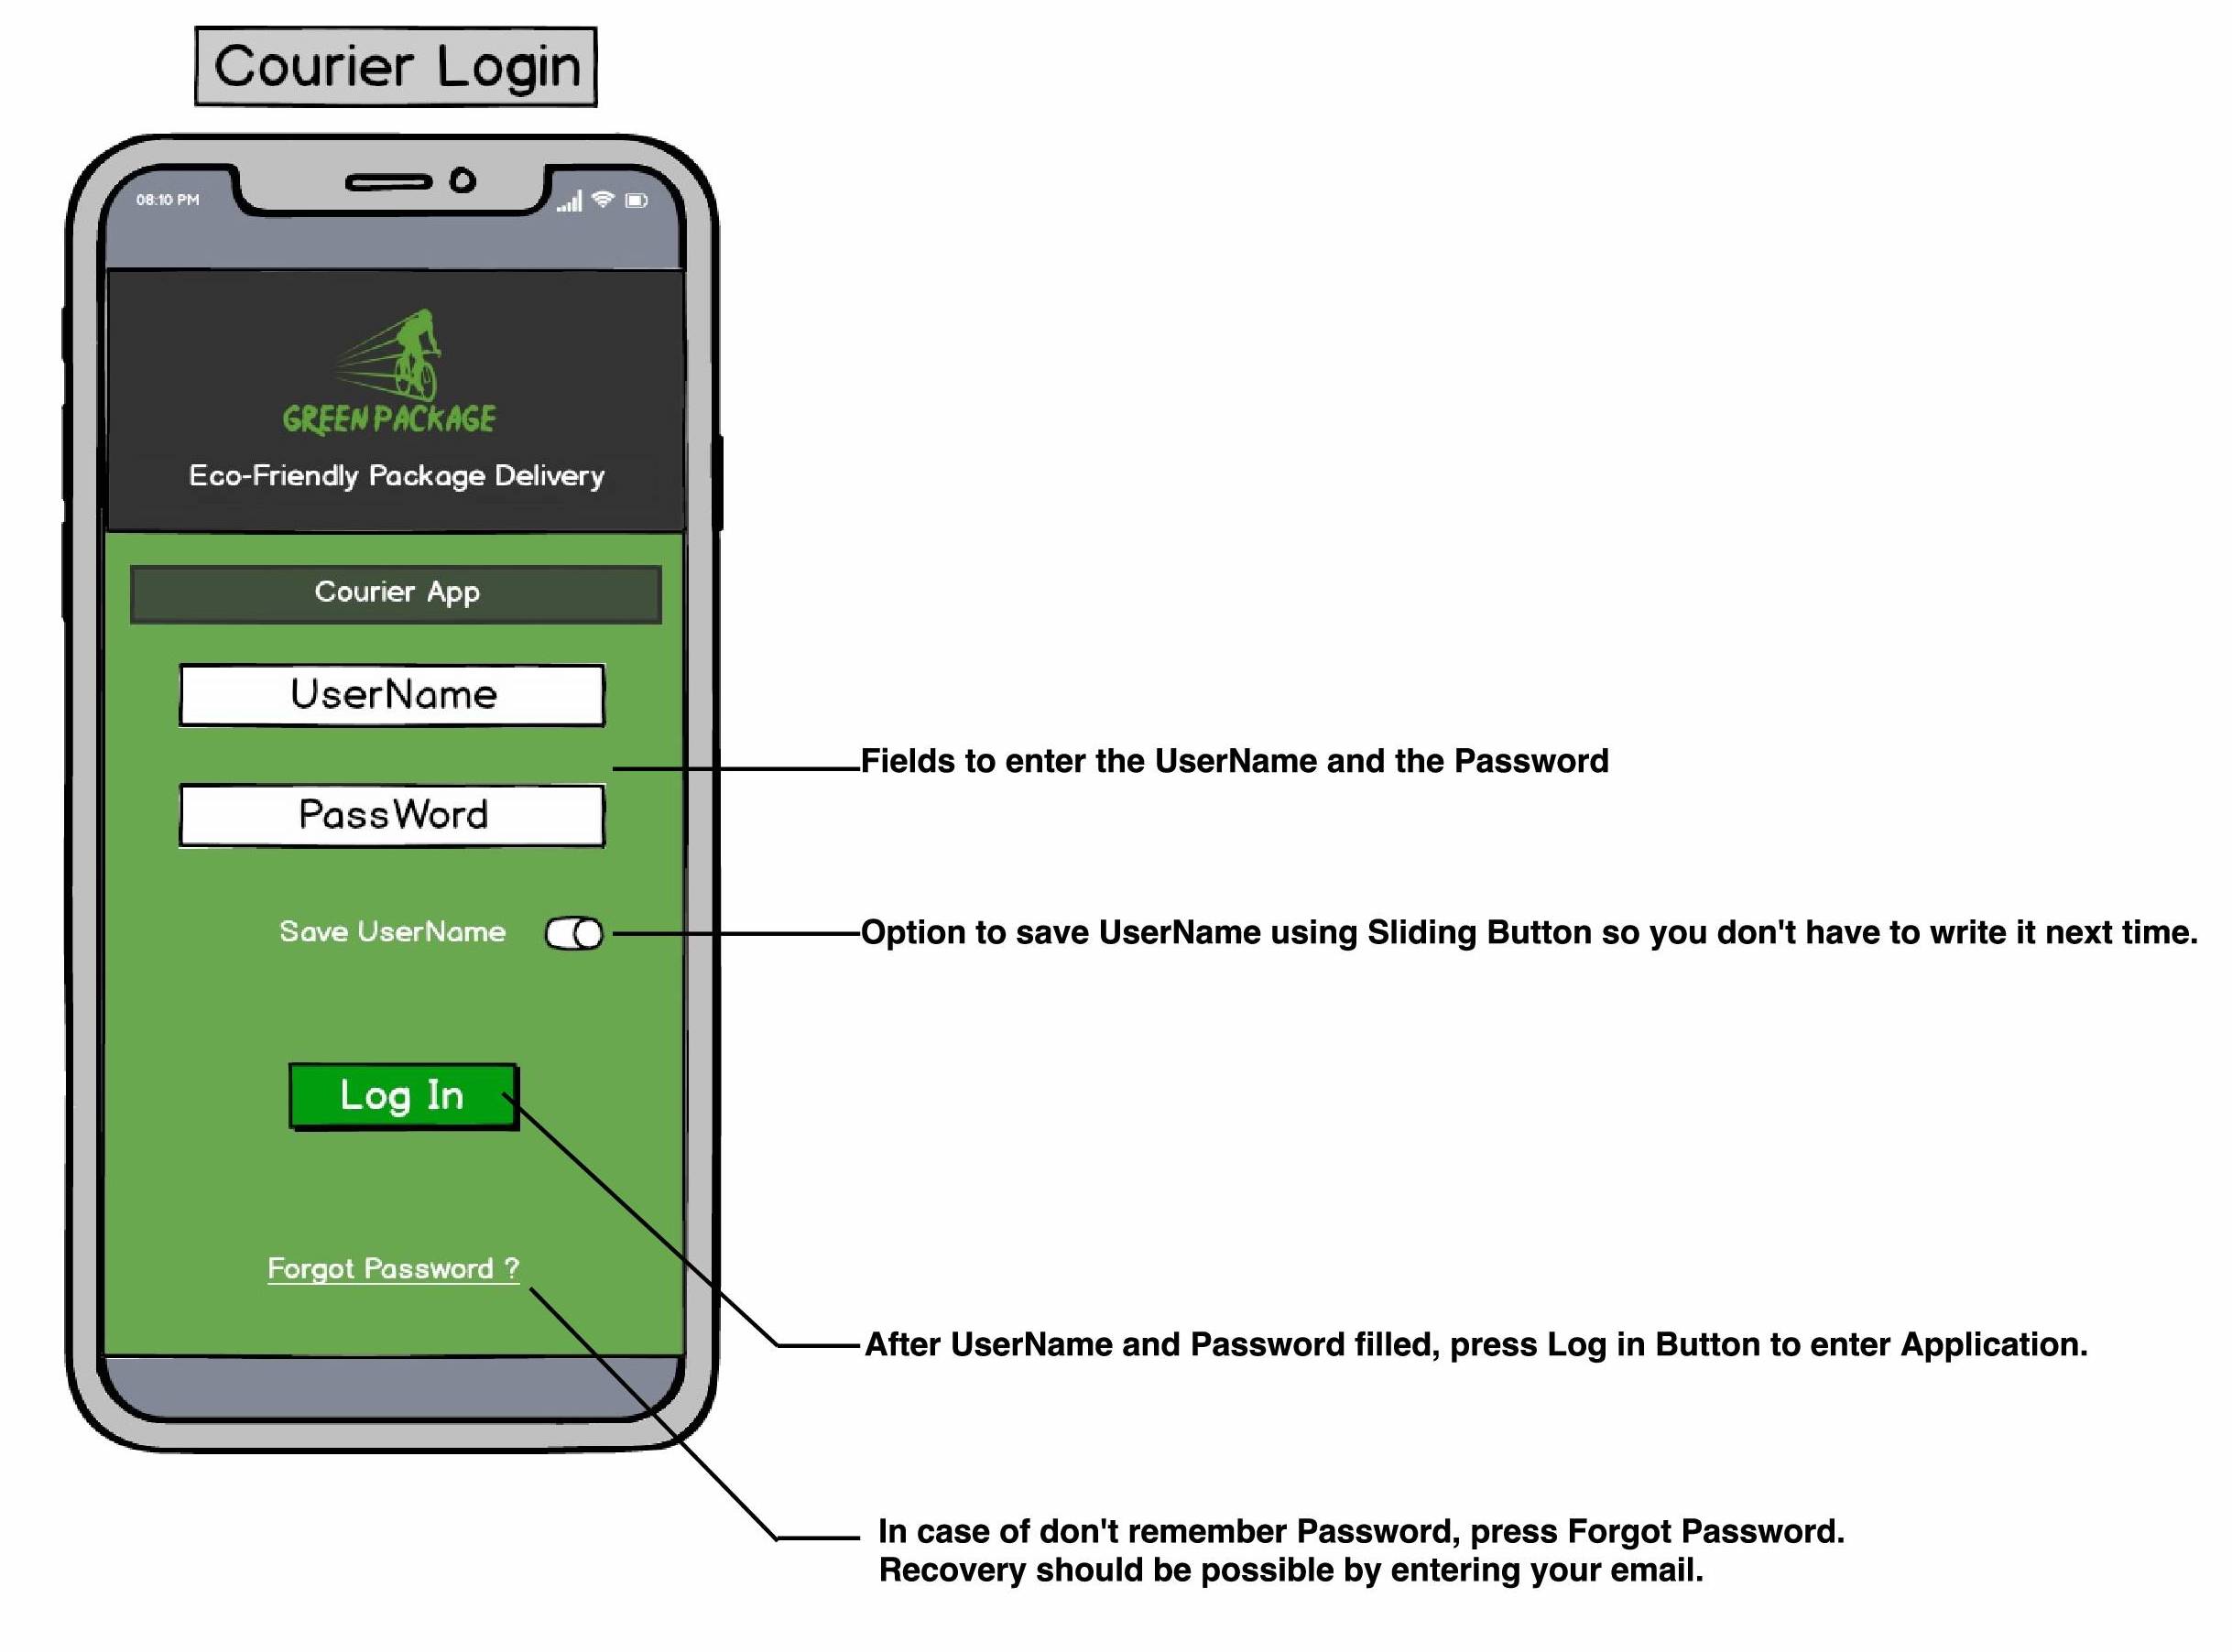 Courier Login
08:10 PM
GREEN PACKAGE
Eco-Friendly Package Delivery
Courier App
UserName
Fields to enter the UserName and the Password
PassWord
Save UserName
Option to save UserName using Sliding Button so you don't have to write it next time.
Log In
Forgot Password ?
After UserName and Password filled, press Log in Button to enter Application.
In case of don't remember Password, press Forgot Password.
Recovery should be possible by entering your email.